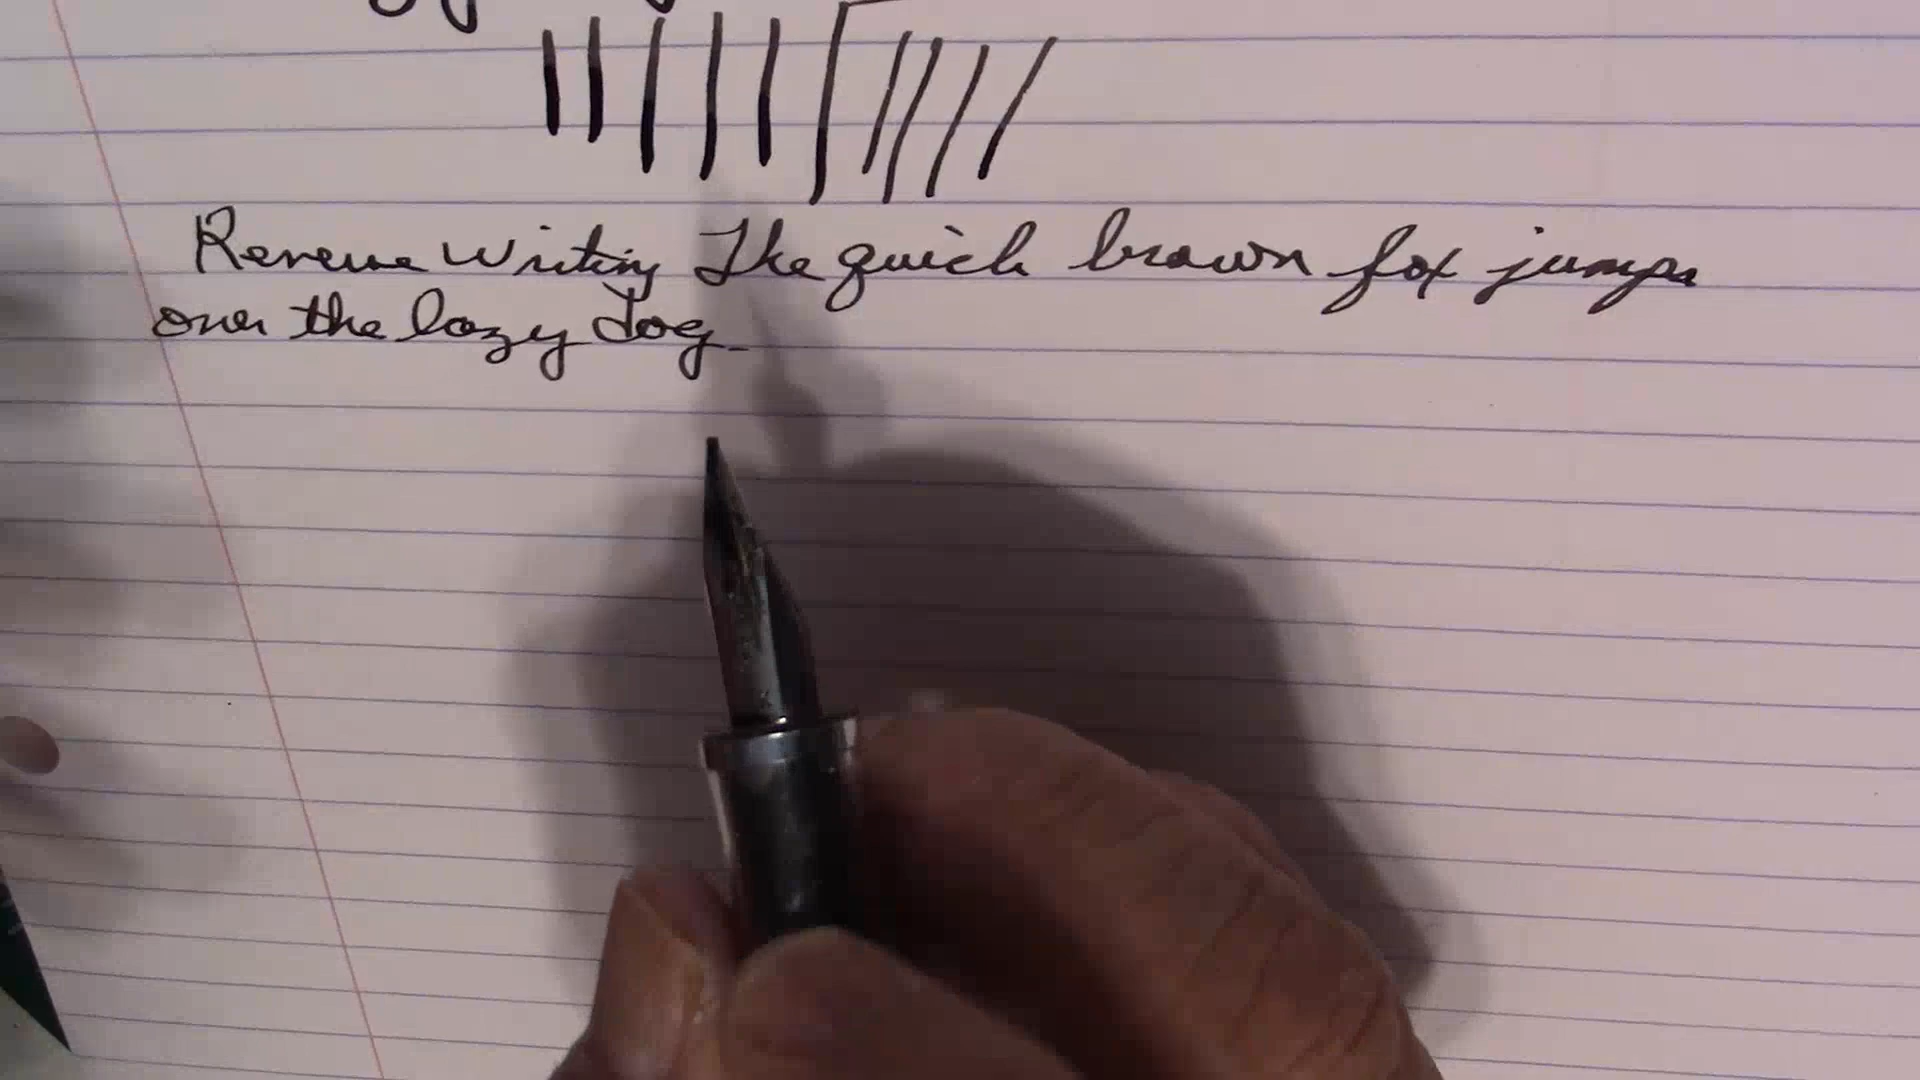 Reverse Writing The quick brown fox jumps
over the lazy dog